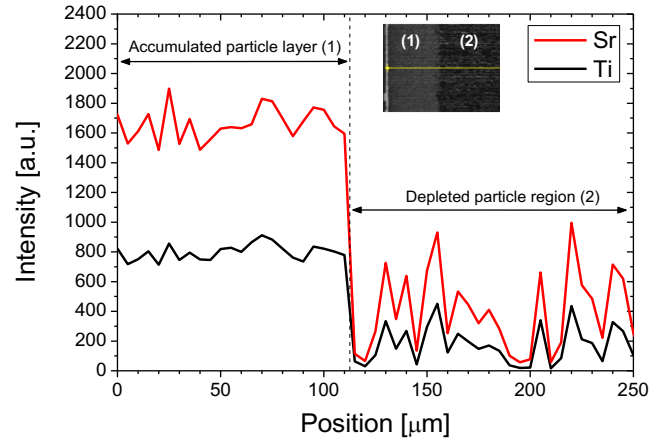 2400
2200
2000
1800
1600
1400
1200
1000
800
600
400
200
0
Intensity [a.u.]
Accumulated particle layer (1)
(1) (2)
Sr
Ti
Depleted particle region (2)
0 50 100 150 200 250
Position [μm]